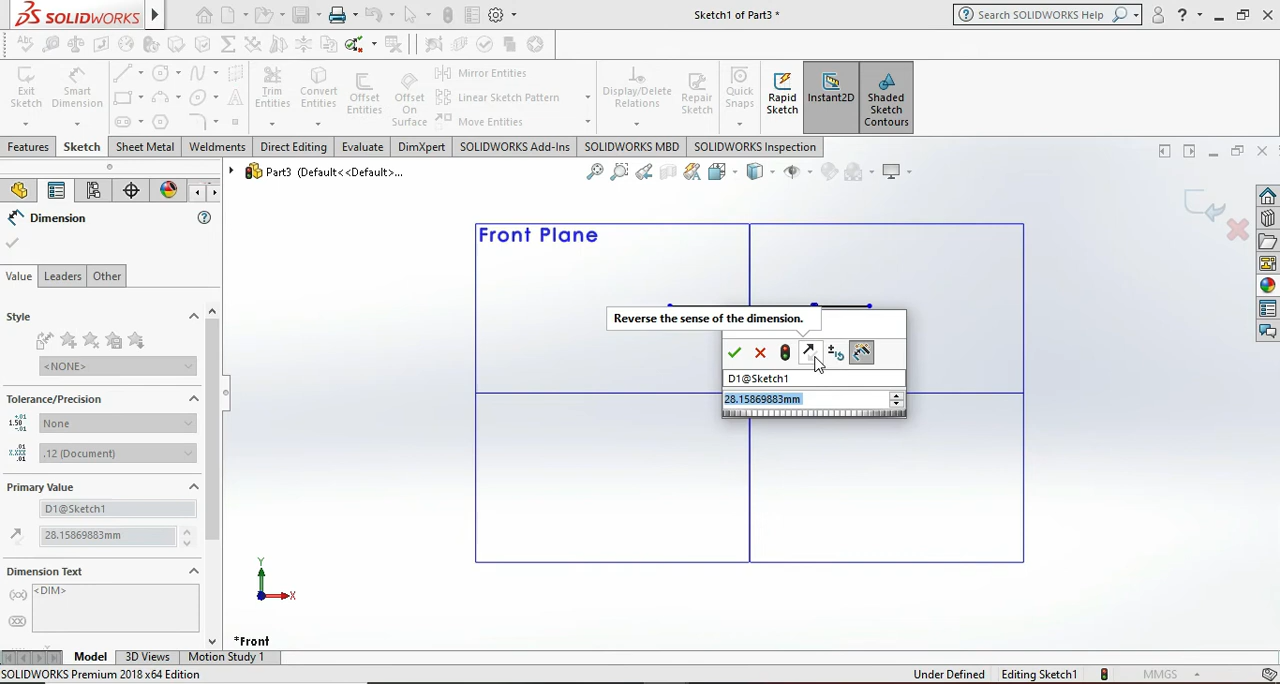 SOLIDWORKS
Sketch1 of Part3 *
Search SOLIDWORKS Help
Exit Sketch
Smart Dimension
Trim Entities
Convert Entities
Offset Entities
Offset On Surface
Mirror Entities
Linear Sketch Pattern
Move Entities
Display/Delete Relations
Repair Sketch
Quick Snaps
Rapid Sketch
Instant2D
Shaded Sketch Contours
Features
Sketch
Sheet Metal
Weldments
Direct Editing
Evaluate
DimXpert
SOLIDWORKS Add-Ins
SOLIDWORKS MBD
SOLIDWORKS Inspection
Part3 (Default<<Default>...
Dimension
Value
Leaders
Other
Style
<NONE>
Tolerance/Precision
None
.12 (Document)
Primary Value
D1@Sketch1
28.15869883mm
Dimension Text
<DIM>
Front Plane
Reverse the sense of the dimension.
D1@Sketch1
28.15869883mm
Y
X
*Front
Model
3D Views
Motion Study 1
SOLIDWORKS Premium 2018 x64 Edition
Under Defined
Editing Sketch1
MMGS